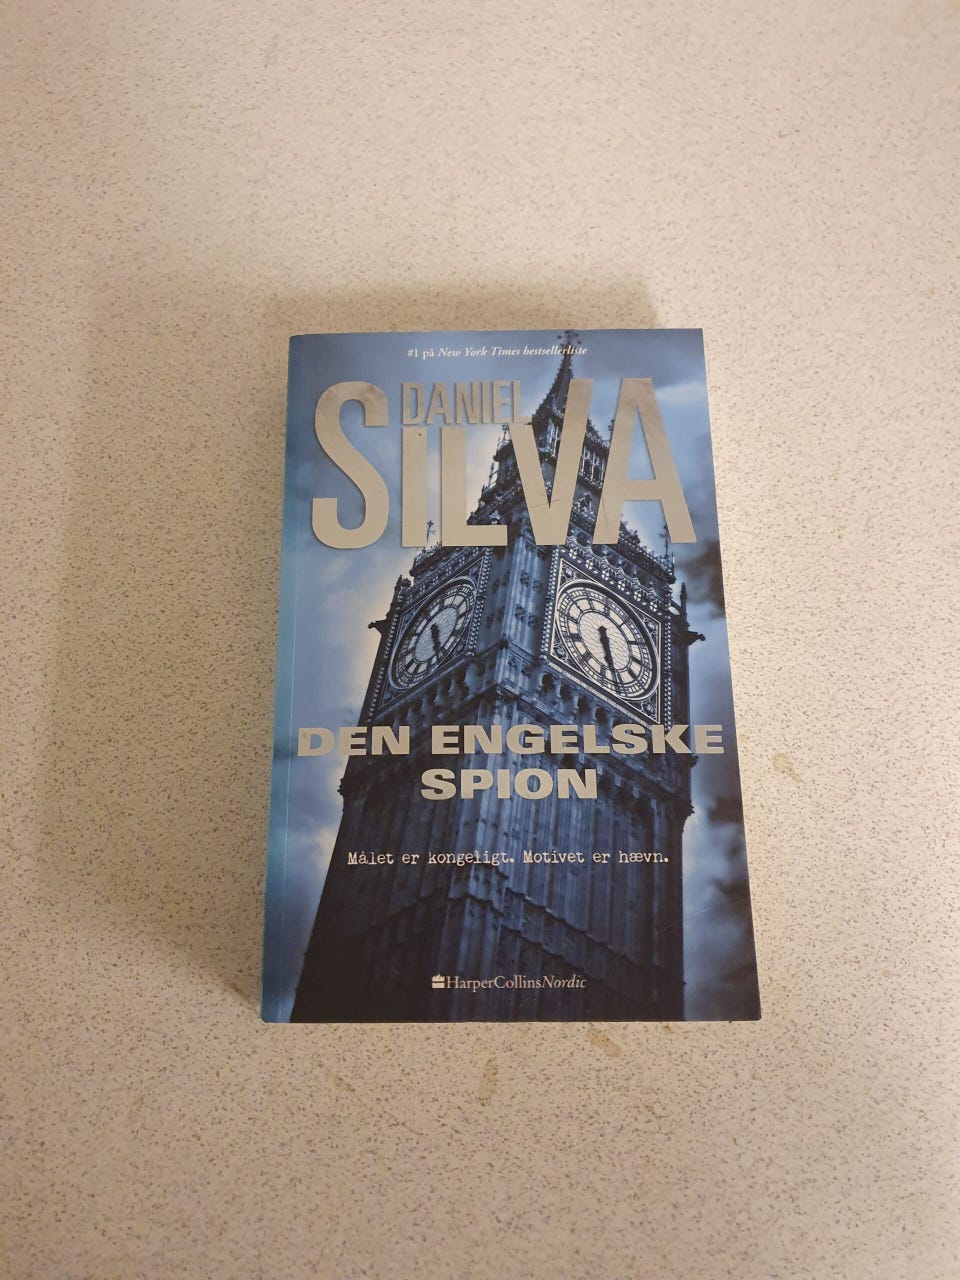 #1 på New York Times bestsellerliste
DANIEL
SILVA
DEN ENGELSKE
SPION
Målet er kongeligt. Motivet er hævn.
HarperCollinsNordic